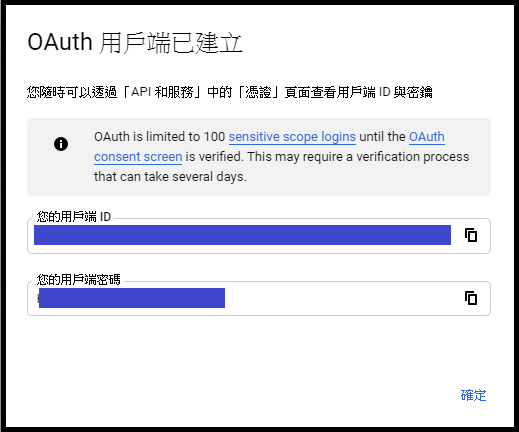 OAuth 用戶端已建立
您隨時可以透過「API 和服務」中的「憑證」頁面查看用戶端 ID 與密鑰
OAuth is limited to 100 sensitive scope logins until the OAuth
consent screen is verified. This may require a verification process
that can take several days.
您的用戶端 ID
您的用戶端密碼
確定